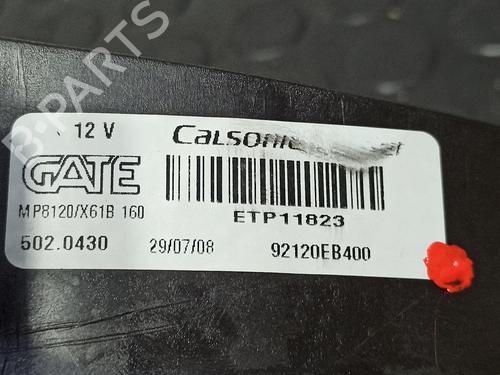 B-PARTS
12 V Calsonic
GATE
MP8120/X61B 160
ETP11823
502.0430 29/07/08 92120EB400